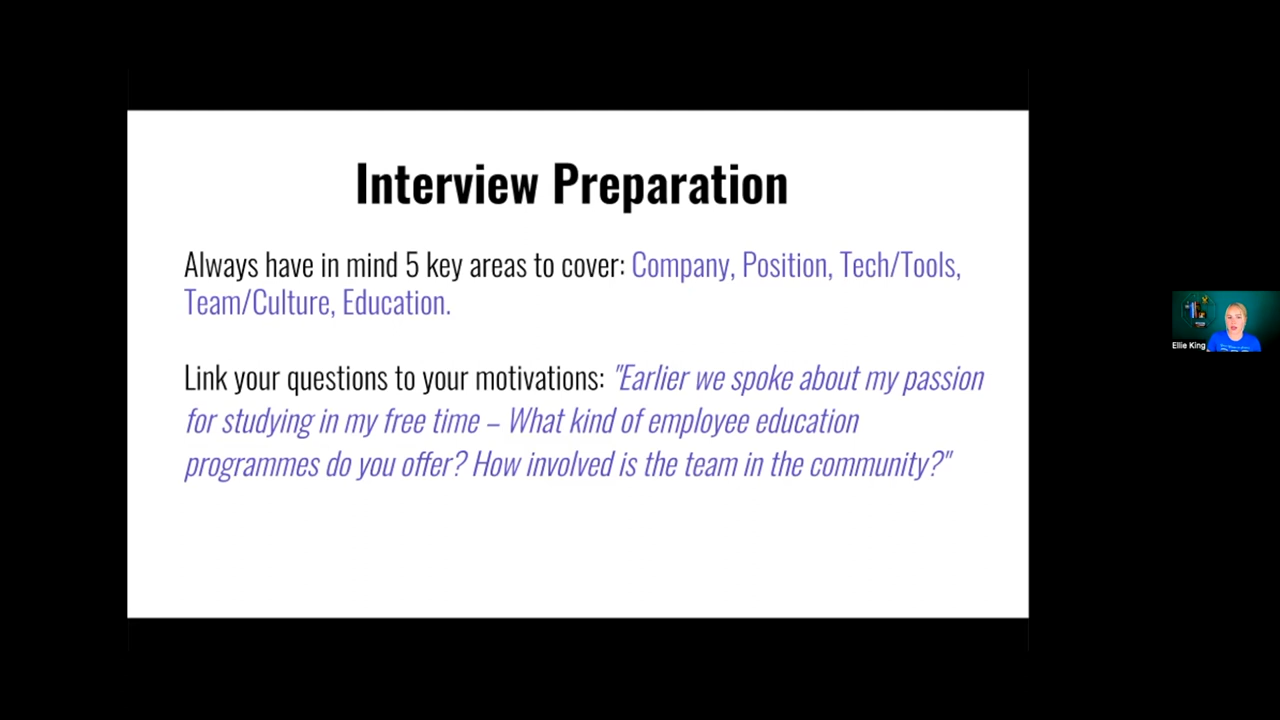 Interview Preparation
Always have in mind 5 key areas to cover: Company, Position, Tech/Tools,
Team/Culture, Education.
Link your questions to your motivations: "Earlier we spoke about my passion
for studying in my free time – What kind of employee education
programmes do you offer? How involved is the team in the community?"
Ellie King